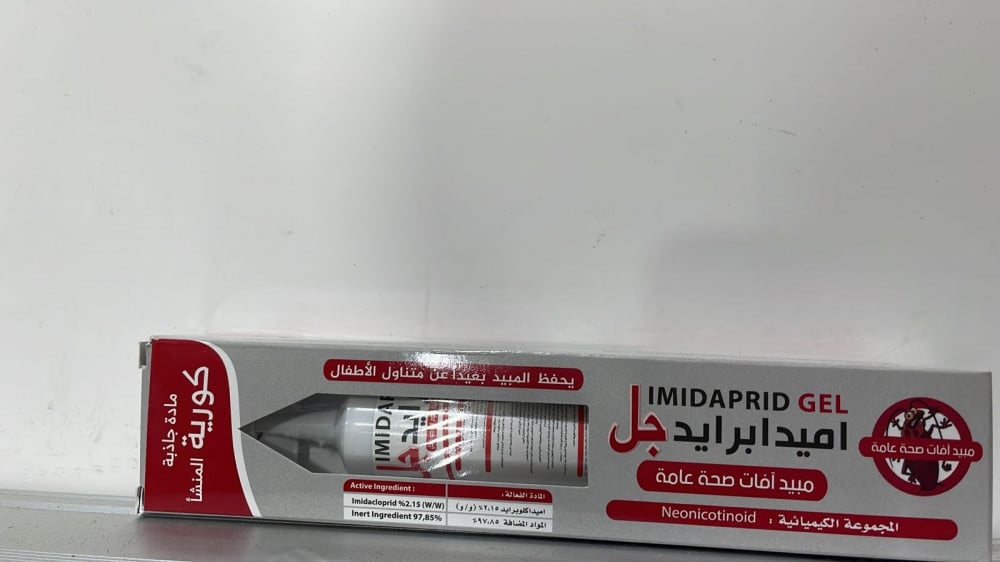 مادة جاذبة
كورية المنشأ
يحفظ المبيد بعيداً عن متناول الأطفال
IMIDAPRID GEL
اميدابرايد جل
مبيد آفات صحة عامة
المجموعة الكيميائية : Neonicotinoid
مبيد آفات صحة عامة
Active Ingredient :
المادة الفعالة :
Imidacloprid %2.15 (W/W)
اميداكلوبرايد ٢.١٥٪ (و/و)
Inert Ingredient 97,85%
المواد المضافة ٩٧.٨٥٪